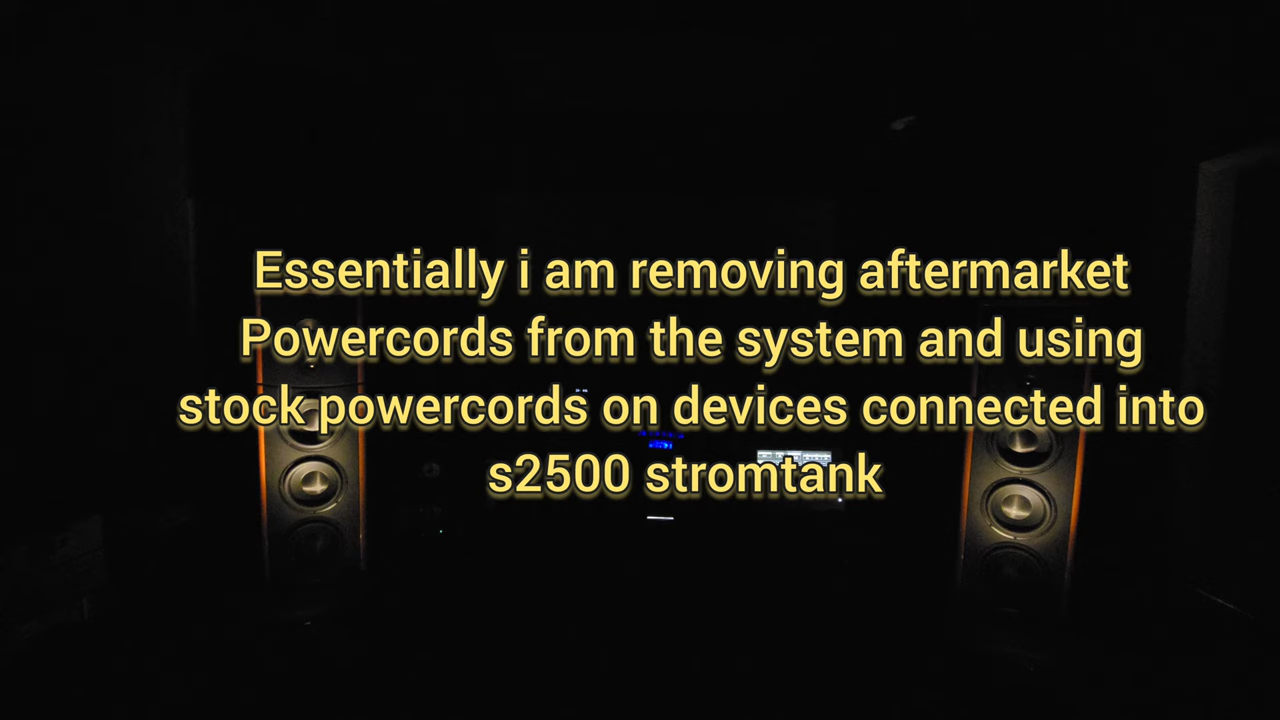 Essentially i am removing aftermarket
Powercords from the system and using
stock powercords on devices connected into
s2500 stromtank